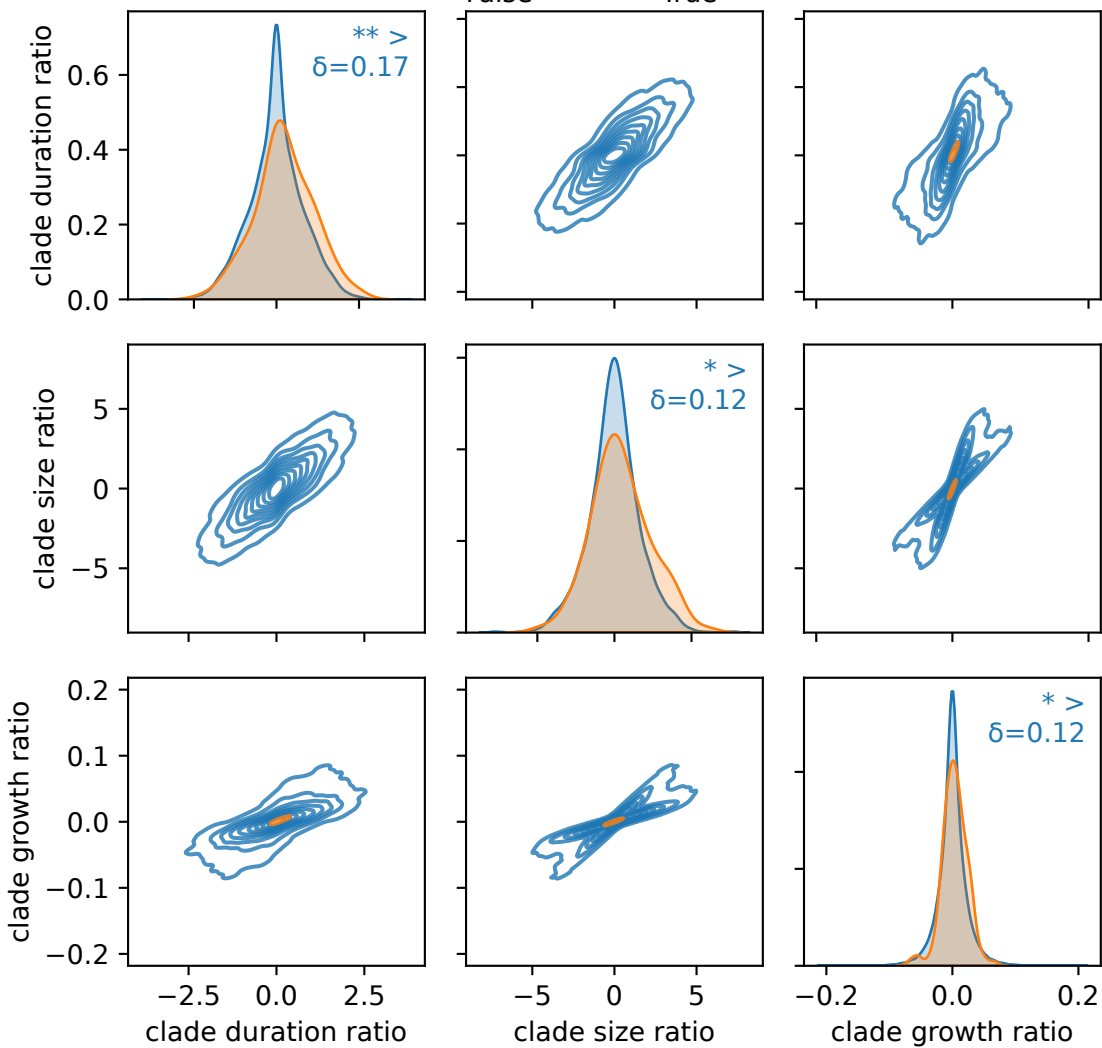 False True
clade duration ratio
0.6
0.4
0.2
0.0
** >
δ=0.17
clade size ratio
5
0
−5
* >
δ=0.12
clade growth ratio
0.2
0.1
0.0
−0.1
−0.2
* >
δ=0.12
−2.5 0.0 2.5
−5 0 5
−0.2 0.0 0.2
clade duration ratio
clade size ratio
clade growth ratio